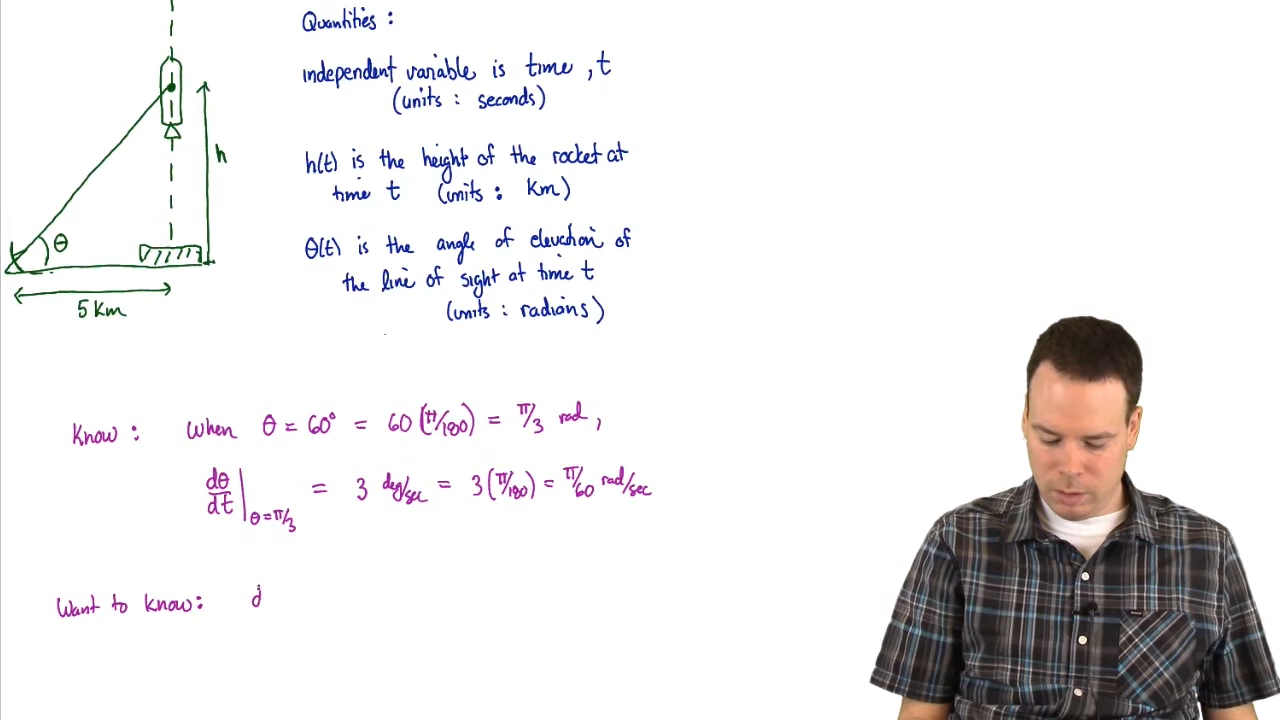 Quantities:
independent variable is time, t
(units: seconds)
h(t) is the height of the rocket at
time t (units: km)
h
θ(t) is the angle of elevation of
the line of sight at time t
(units: radians)
θ
5 km
Know: When θ = 60° = 60(π/180) = π/3 rad,
dθ/dt |θ=π/3 = 3 deg/sec = 3(π/180) = π/60 rad/sec
Want to know: d